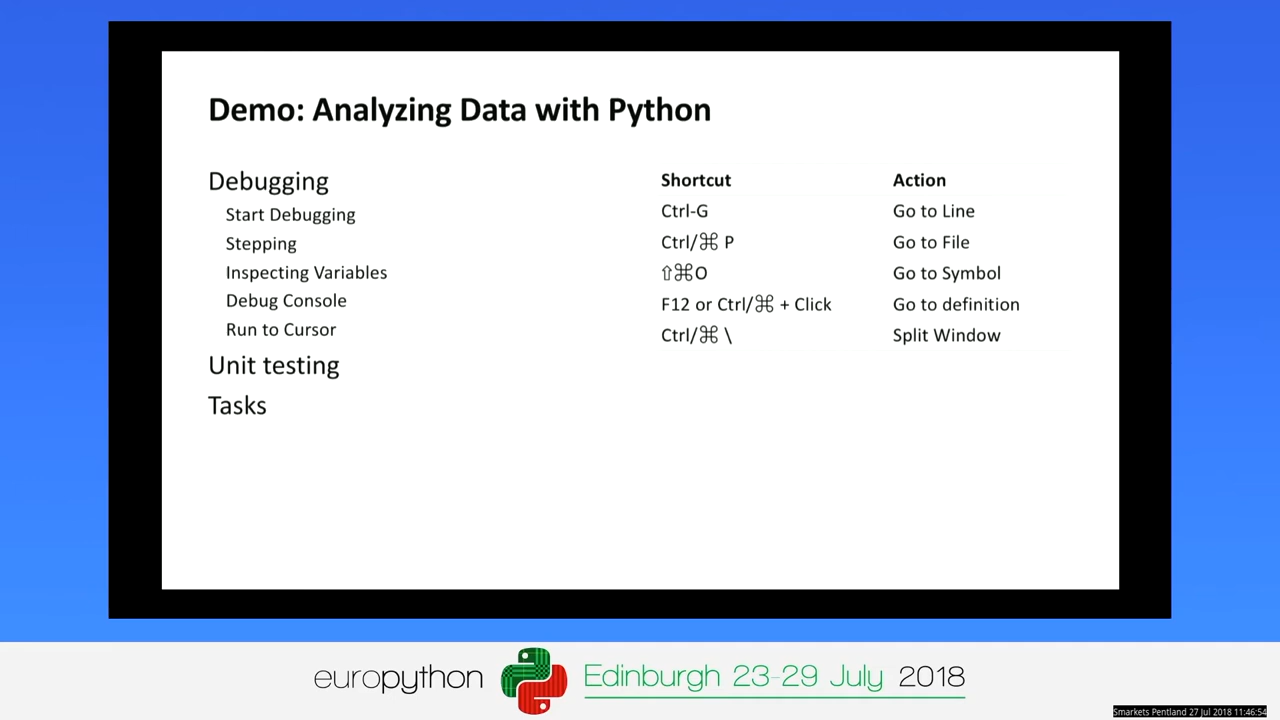 Demo: Analyzing Data with Python
Debugging
Start Debugging
Stepping
Inspecting Variables
Debug Console
Run to Cursor
Unit testing
Tasks
Shortcut Action
Ctrl-G Go to Line
Ctrl/⌘ P Go to File
⇧⌘O Go to Symbol
F12 or Ctrl/⌘ + Click Go to definition
Ctrl/⌘ \ Split Window
europython Edinburgh 23-29 July 2018
Smarkets Pentland 27 Jul 2018 11:46:54